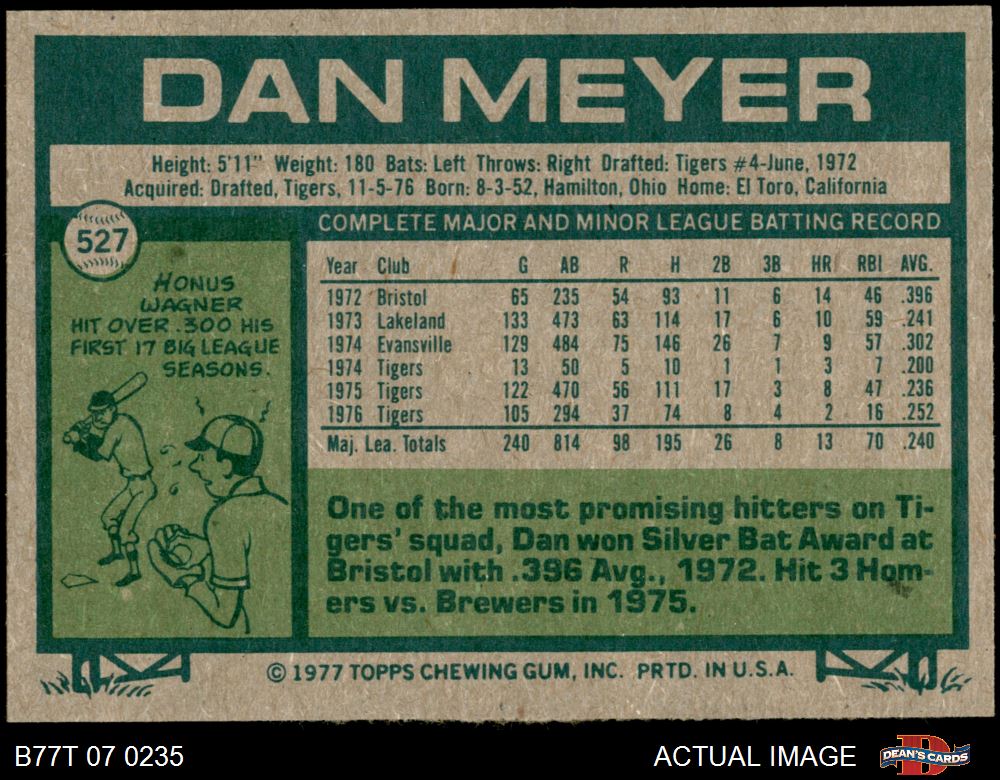 DAN MEYER
Height: 5'11" Weight: 180 Bats: Left Throws: Right Drafted: Tigers #4-June, 1972
Acquired: Drafted, Tigers, 11-5-76 Born: 8-3-52, Hamilton, Ohio Home: El Toro, California
527
HONUS
WAGNER
HIT OVER .300 HIS
FIRST 17 BIG LEAGUE
SEASONS.
COMPLETE MAJOR AND MINOR LEAGUE BATTING RECORD
Year Club G AB R H 2B 3B HR RBI AVG.
1972 Bristol 65 235 54 93 11 6 14 46 .396
1973 Lakeland 133 473 63 114 17 6 10 59 .241
1974 Evansville 129 484 75 146 26 7 9 57 .302
1974 Tigers 13 50 5 10 1 1 3 7 .200
1975 Tigers 122 470 56 111 17 3 8 47 .236
1976 Tigers 105 294 37 74 8 4 2 16 .252
Maj. Lea. Totals 240 814 98 195 26 8 13 70 .240
One of the most promising hitters on Ti-
gers' squad, Dan won Silver Bat Award at
Bristol with .396 Avg., 1972. Hit 3 Hom-
ers vs. Brewers in 1975.
© 1977 TOPPS CHEWING GUM, INC. PRTD. IN U.S.A.
B77T 07 0235
ACTUAL IMAGE
DEAN'S CARDS